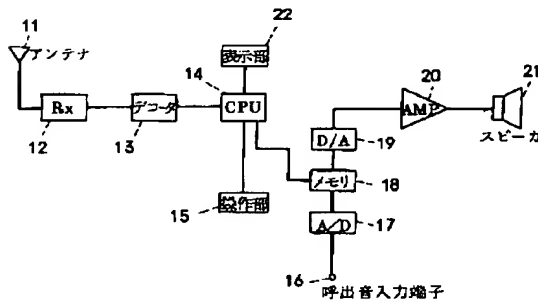 11
アンテナ
22
表示部
14
CPU
Rx
12
デコーダ
13
15
操作部
20
AMP
21
スピーカ
D/A
19
メモリ
18
A/D
17
16
呼出音入力端子